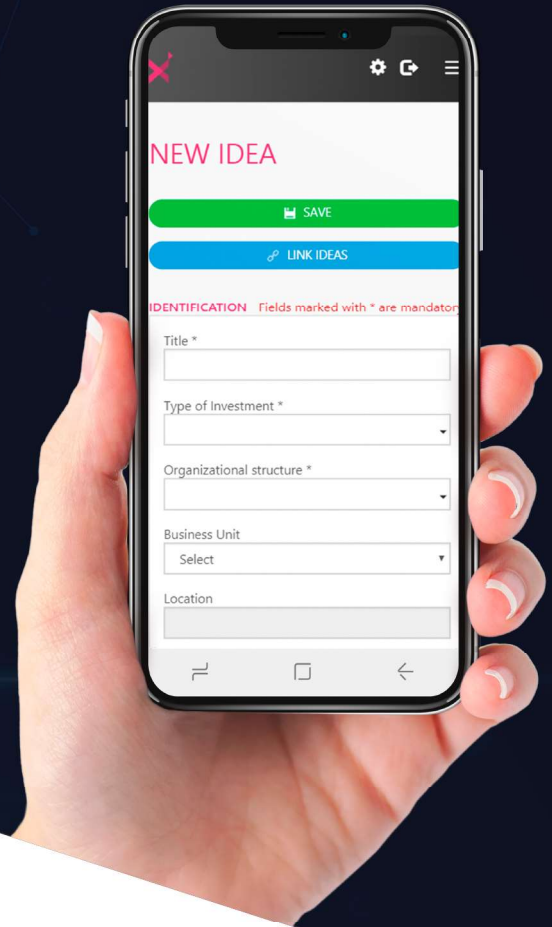 NEW IDEA
SAVE
LINK IDEAS
IDENTIFICATION Fields marked with * are mandatory
Title *
Type of Investment *
Organizational structure *
Business Unit
Select
Location